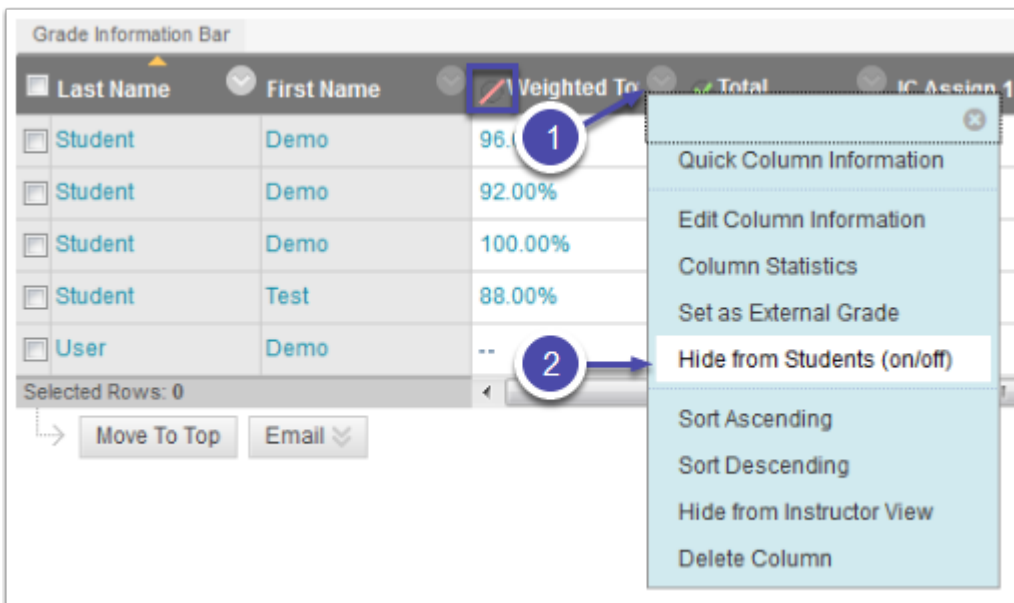 Grade Information Bar
Last Name First Name Weighted To Total IC Assign 1
Student Demo 96.
1
Quick Column Information
Student Demo 92.00%
Edit Column Information
Student Demo 100.00%
Column Statistics
Student Test 88.00%
Set as External Grade
User Demo --
2
Hide from Students (on/off)
Selected Rows: 0
Move To Top Email
Sort Ascending
Sort Descending
Hide from Instructor View
Delete Column